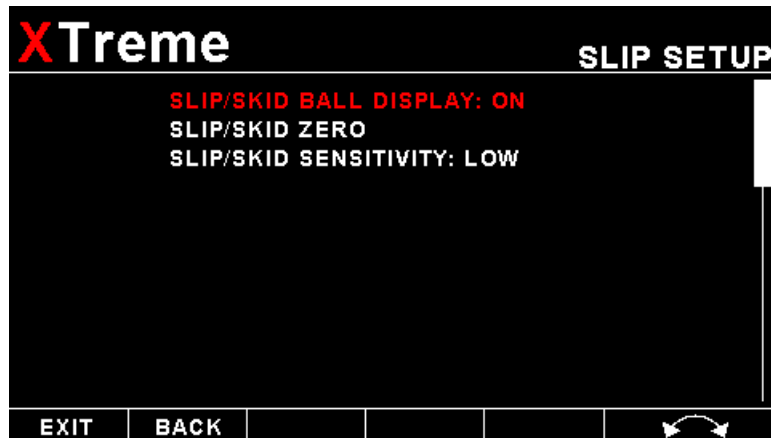 XTreme
SLIP SETUP
SLIP/SKID BALL DISPLAY: ON
SLIP/SKID ZERO
SLIP/SKID SENSITIVITY: LOW
EXIT BACK